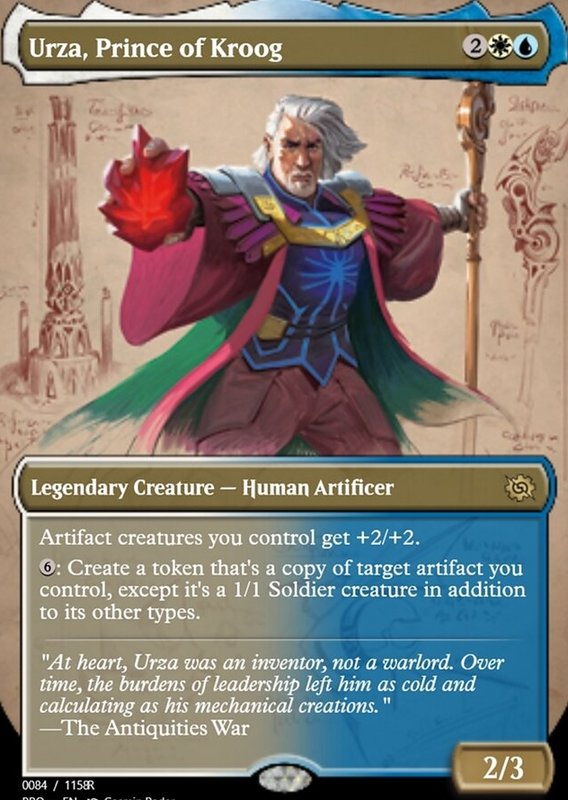 Urza, Prince of Kroog
2
Legendary Creature — Human Artificer
Artifact creatures you control get +2/+2.
6: Create a token that's a copy of target artifact you
control, except it's a 1/1 Soldier creature in addition
to its other types.
"At heart, Urza was an inventor, not a warlord. Over
time, the burdens of leadership left him as cold and
calculating as his mechanical creations."
—The Antiquities War
2/3
0084 / 1158R